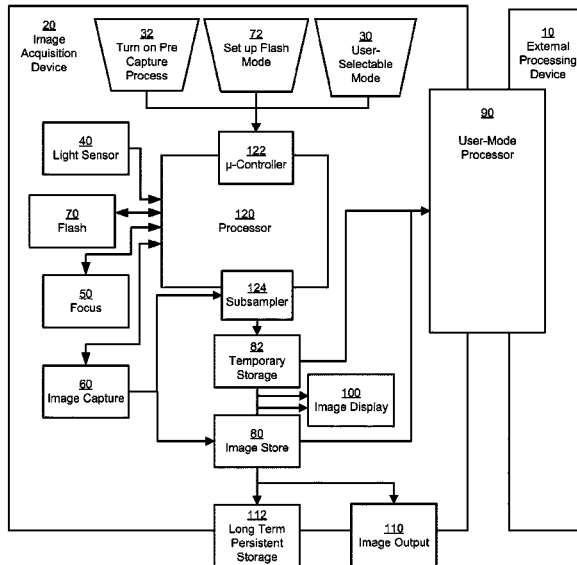 20
Image
Acquisition
Device
32
Turn on Pre
Capture
Process
72
Set up Flash
Mode
30
User-
Selectable
Mode
10
External
Processing
Device
90
User-Mode
Processor
40
Light Sensor
122
µ-Controller
120
Processor
70
Flash
50
Focus
124
Subsampler
60
Image Capture
82
Temporary
Storage
100
Image Display
80
Image Store
112
Long Term
Persistent
Storage
110
Image Output